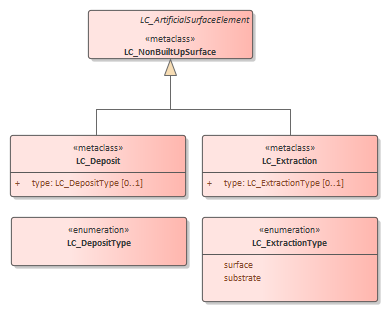 LC_ArtificialSurfaceElement
«metaclass»
LC_NonBuiltUpSurface
«metaclass»
LC_Deposit
+ type: LC_DepositType [0..1]
«metaclass»
LC_Extraction
+ type: LC_ExtractionType [0..1]
«enumeration»
LC_DepositType
«enumeration»
LC_ExtractionType
surface
substrate